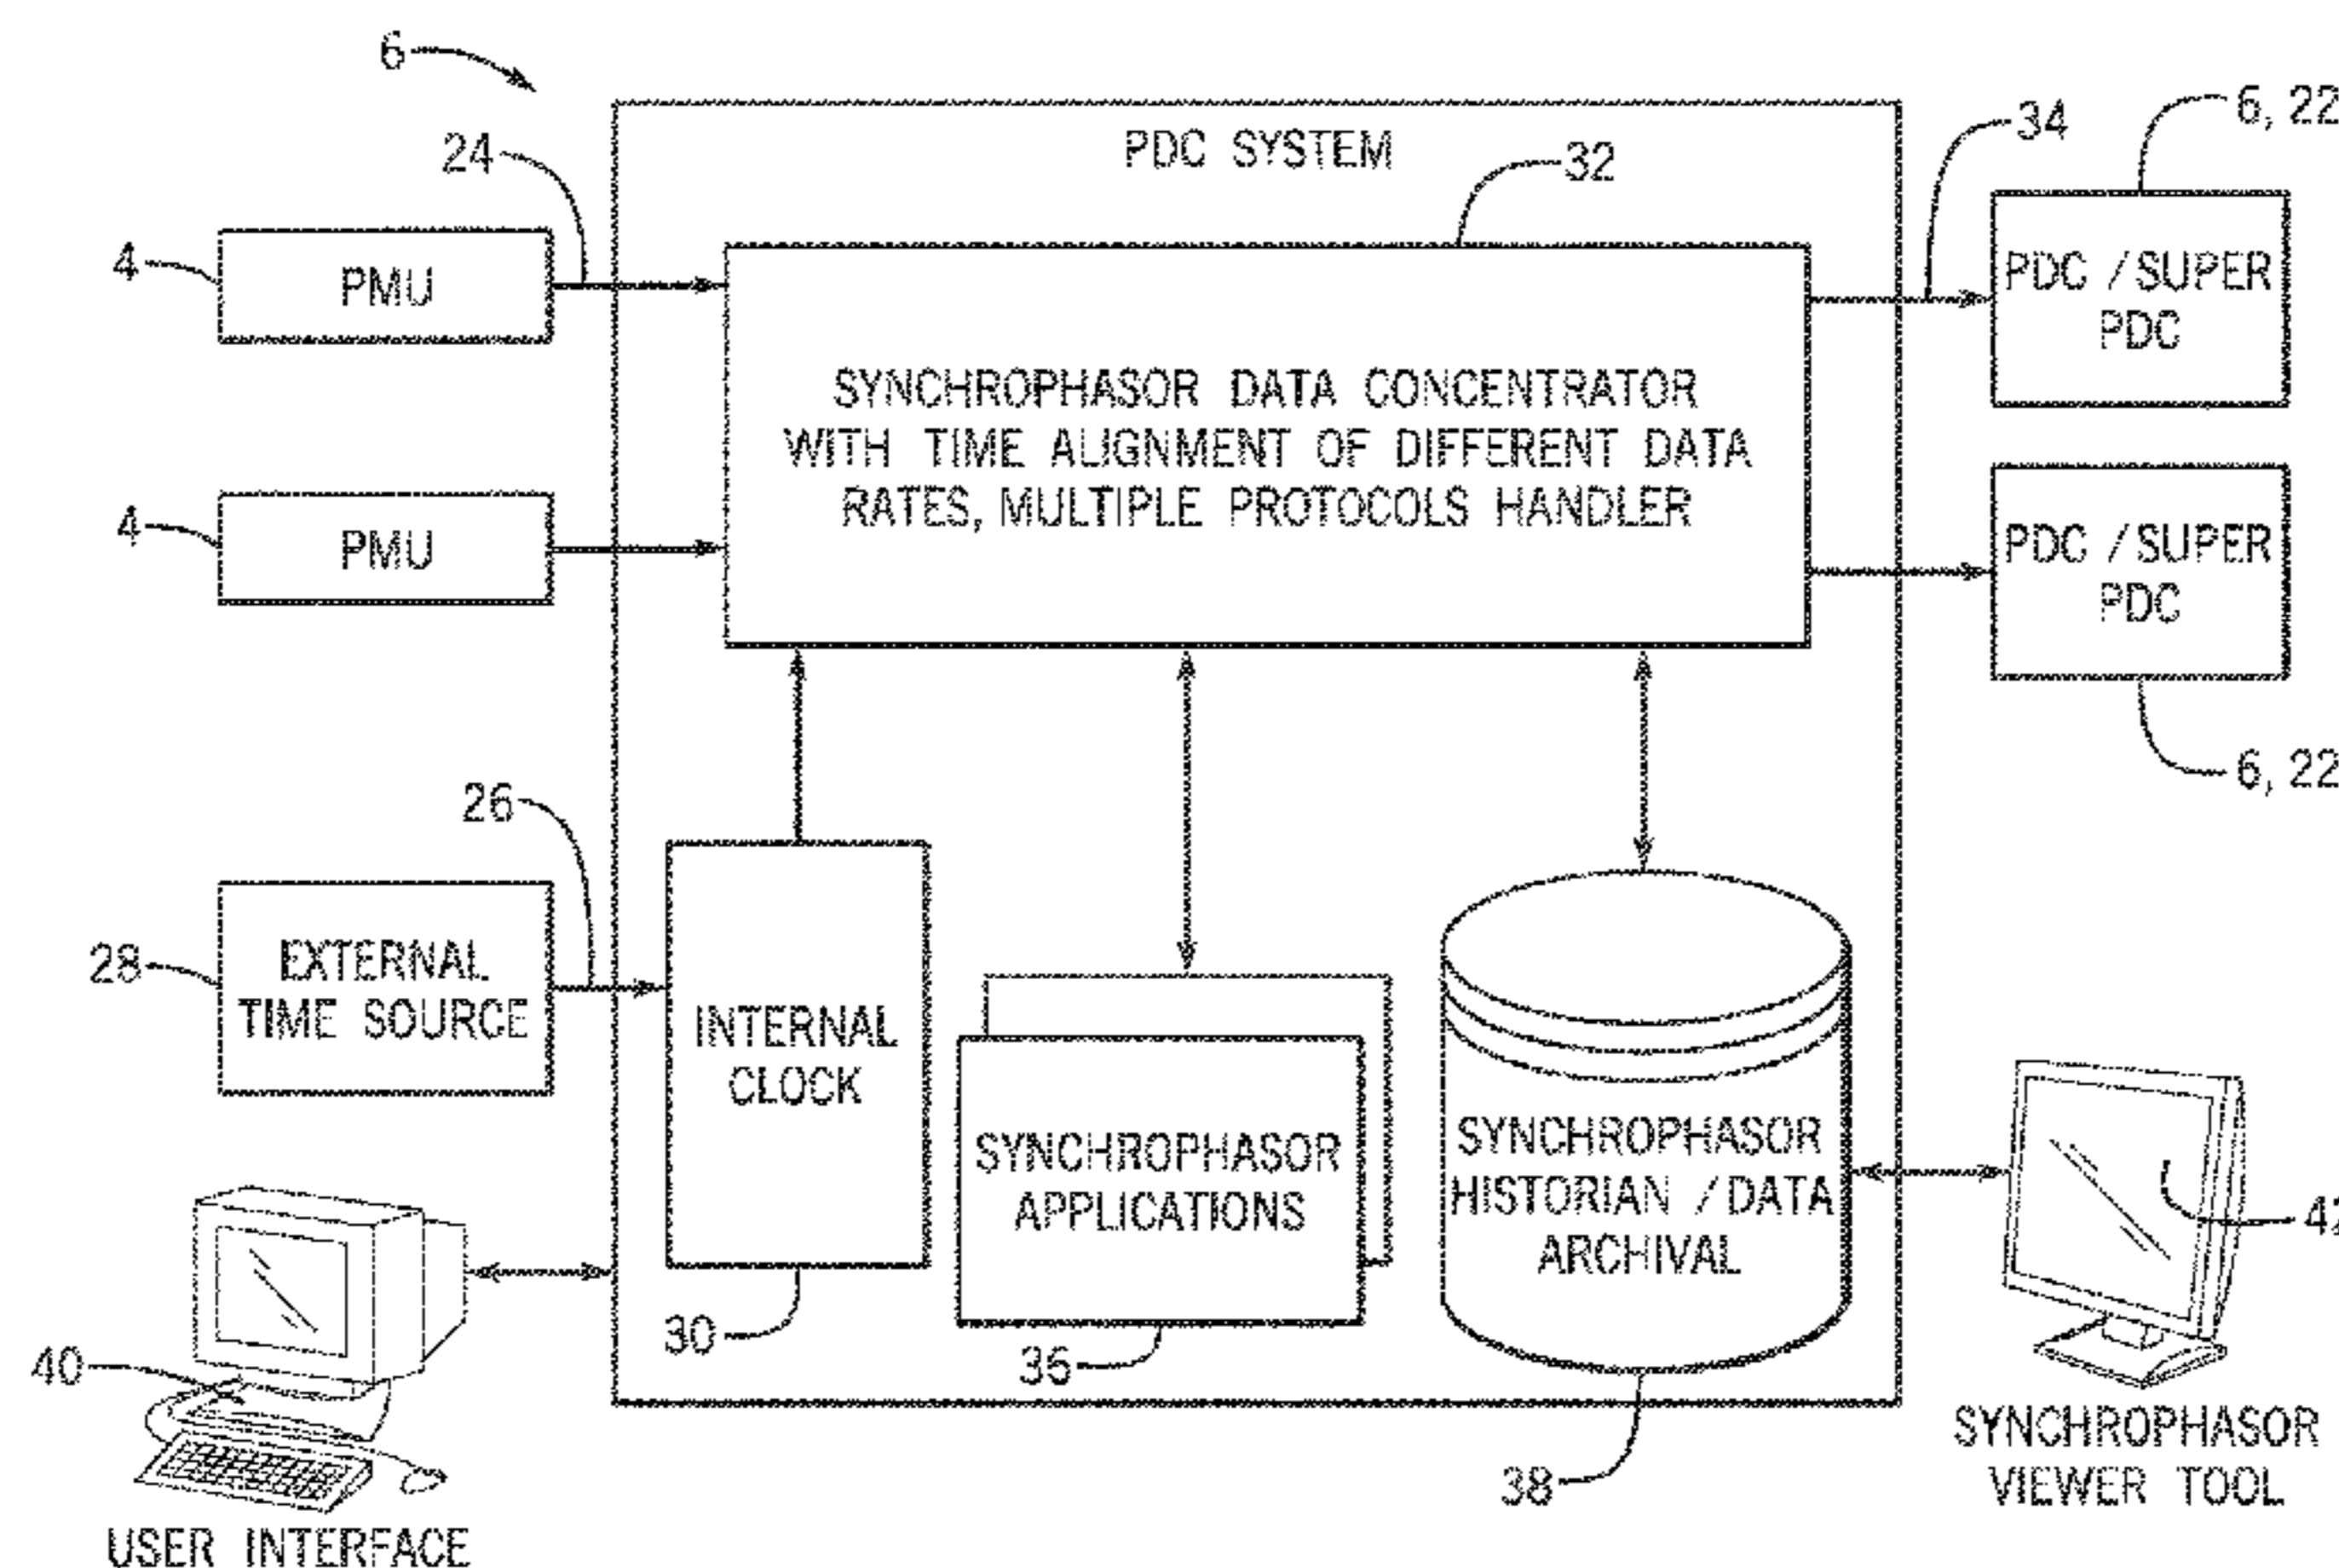 6
PDC SYSTEM
24
32
34
6, 22
4
PMU
PDC / SUPER
PDC
SYNCHROPHASOR DATA CONCENTRATOR
WITH TIME ALIGNMENT OF DIFFERENT DATA
RATES, MULTIPLE PROTOCOLS HANDLER
4
PMU
PDC / SUPER
PDC
6, 22
26
28
EXTERNAL
TIME SOURCE
INTERNAL
CLOCK
30
SYNCHROPHASOR
APPLICATIONS
36
SYNCHROPHASOR
HISTORIAN / DATA
ARCHIVAL
38
42
SYNCHROPHASOR
VIEWER TOOL
40
USER INTERFACE